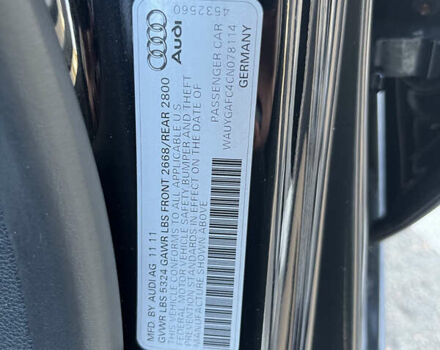 4532560
Audi
MFD. BY AUDI AG 11 11
GVWR LBS 5324 GAWR LBS FRONT 2668/REAR 2800
THIS VEHICLE CONFORMS TO ALL APPLICABLE U.S.
FEDERAL MOTOR VEHICLE SAFETY BUMPER AND THEFT
PREVENTION STANDARDS IN EFFECT ON THE DATE OF
MANUFACTURE SHOWN ABOVE
PASSENGER CAR
WAUYGAFC4CN078114
GERMANY